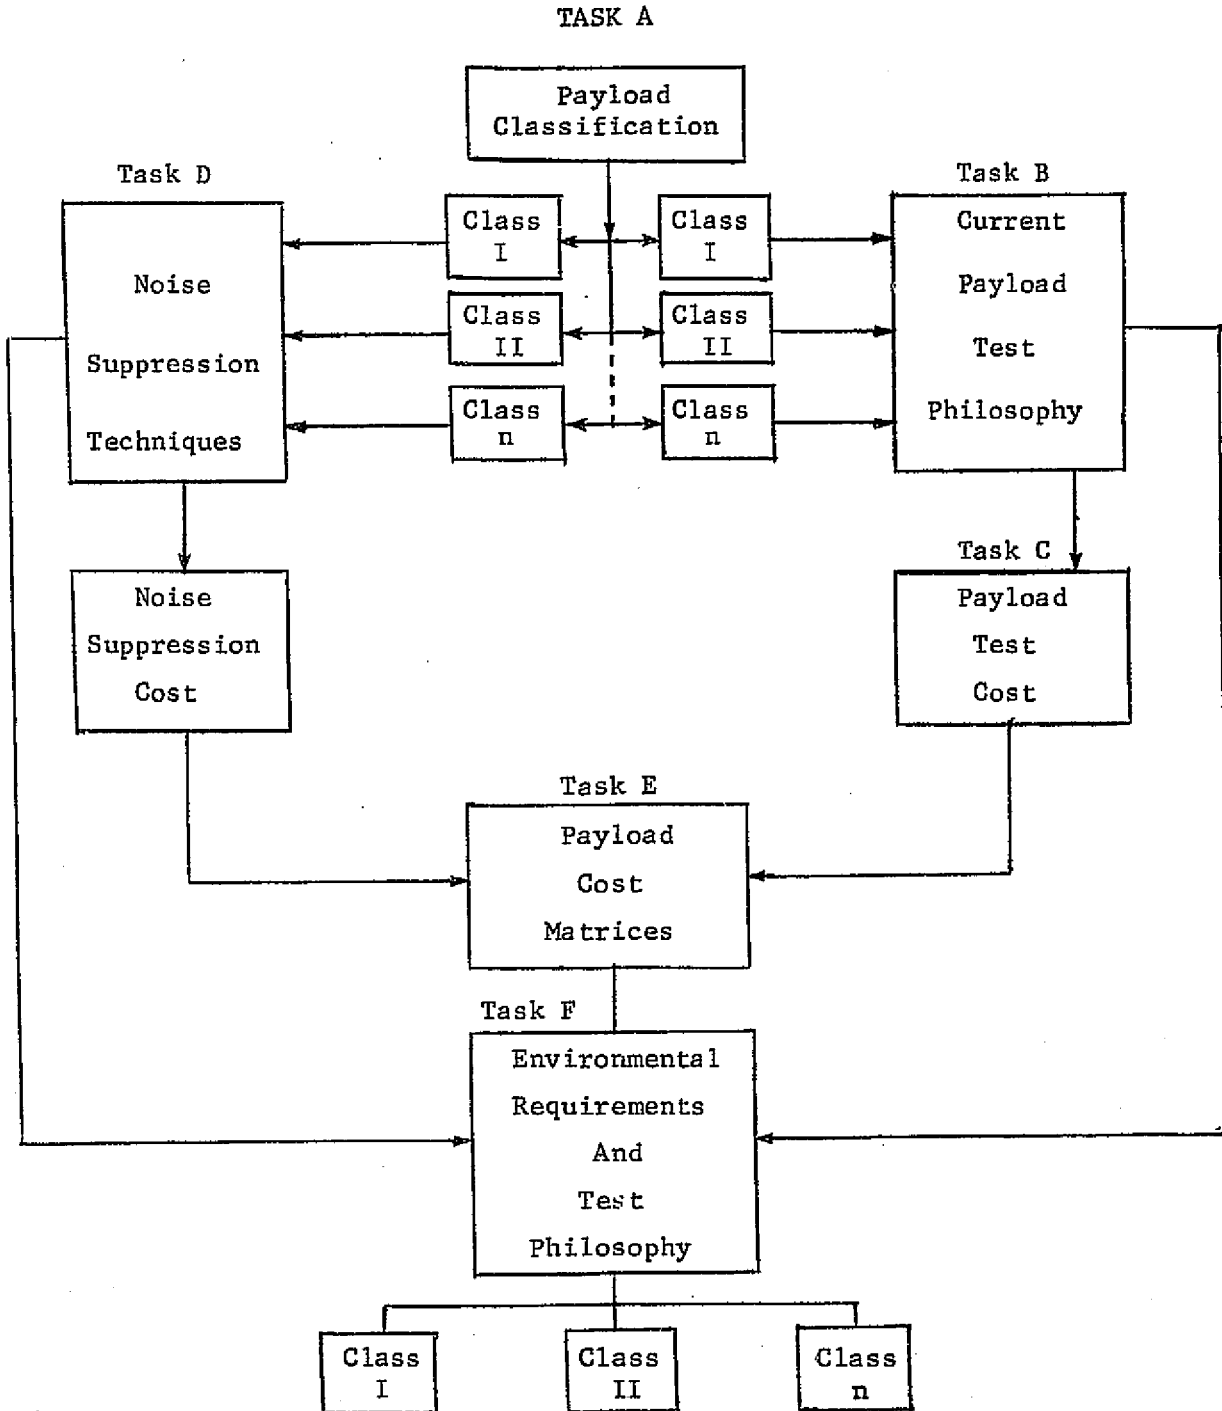 TASK A
Payload
Classification
Task D
Task B
Class
I
Class
I
Class
II
Class
II
Class
n
Class
n
Noise
Suppression
Techniques
Current
Payload
Test
Philosophy
Task C
Noise
Suppression
Cost
Payload
Test
Cost
Task E
Payload
Cost
Matrices
Task F
Environmental
Requirements
And
Test
Philosophy
Class
I
Class
II
Class
n